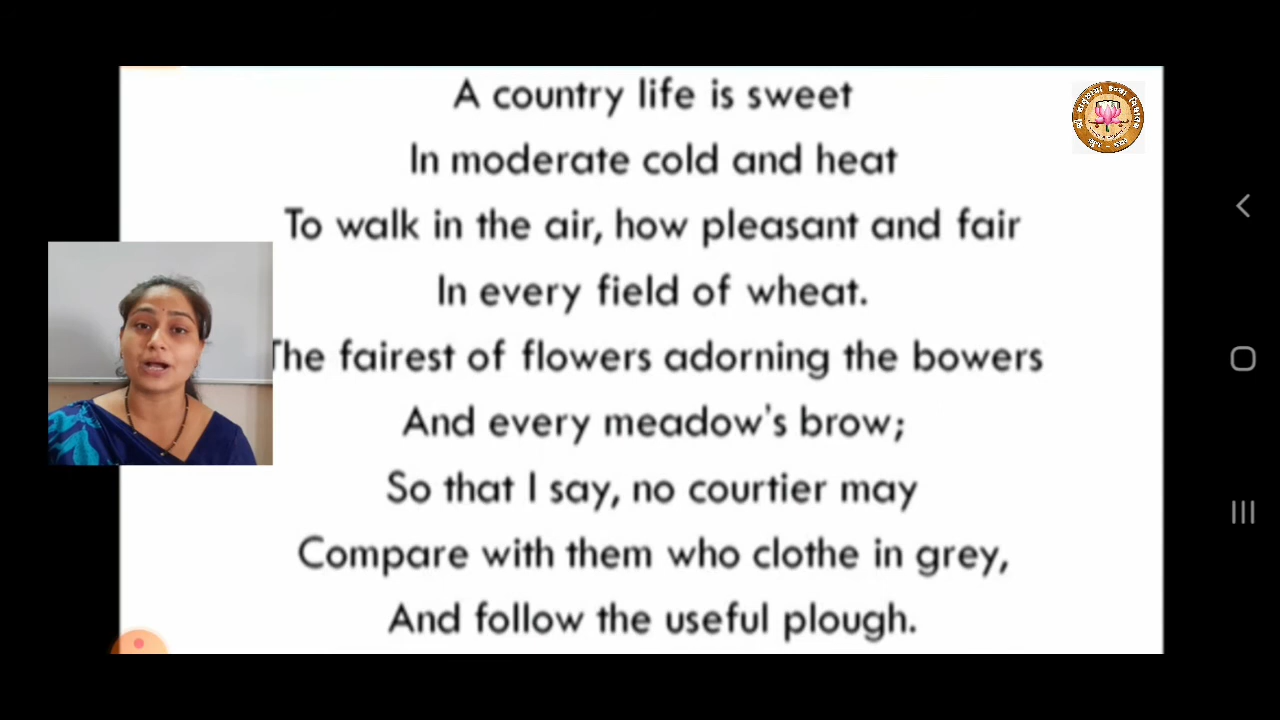 A country life is sweet
In moderate cold and heat
To walk in the air, how pleasant and fair
In every field of wheat.
The fairest of flowers adorning the bowers
And every meadow's brow;
So that I say, no courtier may
Compare with them who clothe in grey,
And follow the useful plough.